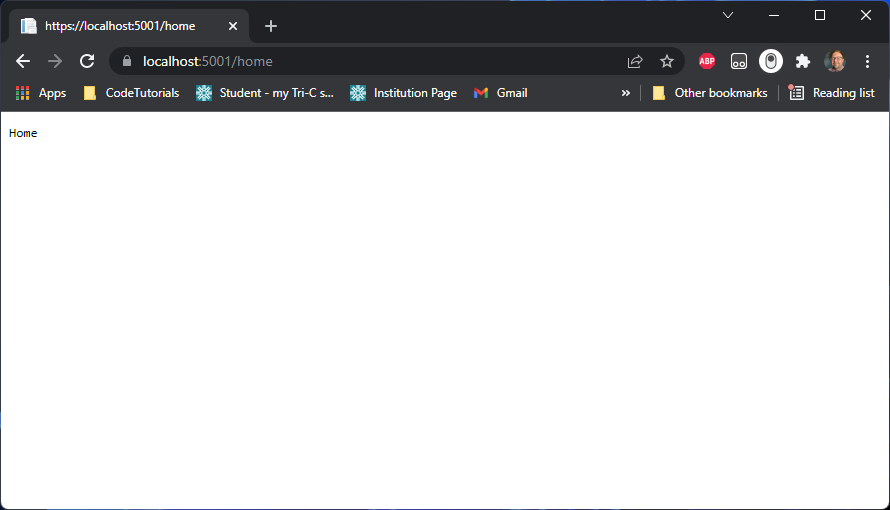 https://localhost:5001/home
localhost:5001/home
ABP
Apps CodeTutorials Student - my Tri-C s... Institution Page Gmail » Other bookmarks Reading list
Home